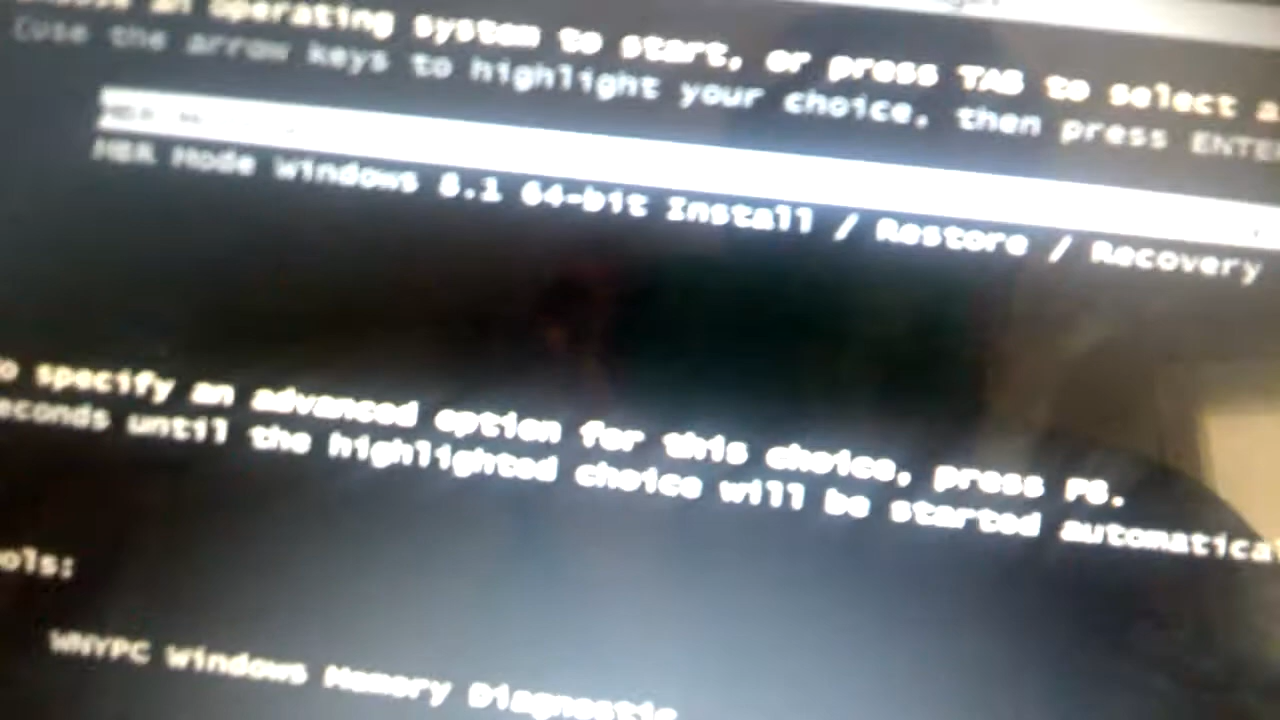 an operating system to start, or press TAB to select a
(Use the arrow keys to highlight your choice, then press ENTER
MBR
MBR Mode Windows 8.1 64-bit Install / Restore / Recovery
o specify an advanced option for this choice, press F8.
econds until the highlighted choice will be started automatical
ols:
WNYPC Windows Memory Diagnostic